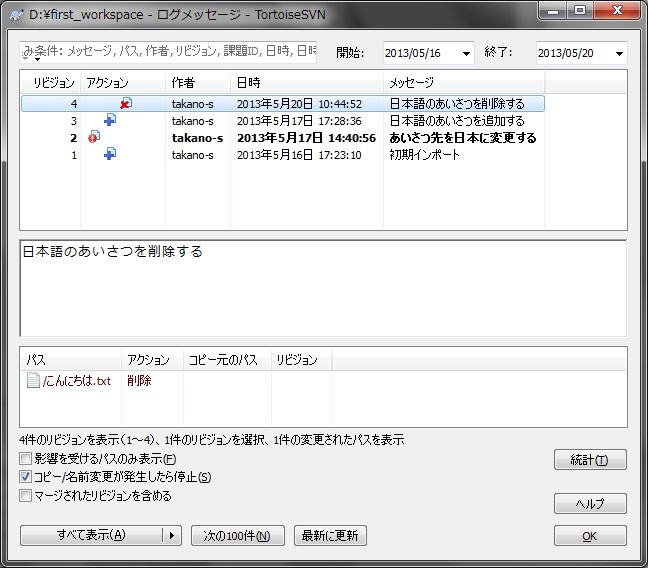 D:¥first_workspace - ログメッセージ - TortoiseSVN
み条件: メッセージ, パス, 作者, リビジョン, 課題ID, 日時, 日時 開始: 2013/05/16 終了: 2013/05/20
リビジョン アクション 作者 日時 メッセージ
4 takano-s 2013年5月20日 10:44:52 日本語のあいさつを削除する
3 takano-s 2013年5月17日 17:28:36 日本語のあいさつを追加する
2 takano-s 2013年5月17日 14:40:56 あいさつ先を日本に変更する
1 takano-s 2013年5月16日 17:23:10 初期インポート
日本語のあいさつを削除する
パス アクション コピー元のパス リビジョン
/こんにちは.txt 削除
4件のリビジョンを表示(1～4)、1件のリビジョンを選択、1件の変更されたパスを表示
影響を受けるパスのみ表示(F)
統計(T)
コピー/名前変更が発生したら停止(S)
マージされたリビジョンを含める
ヘルプ
すべて表示(A) 次の100件(N) 最新に更新 OK